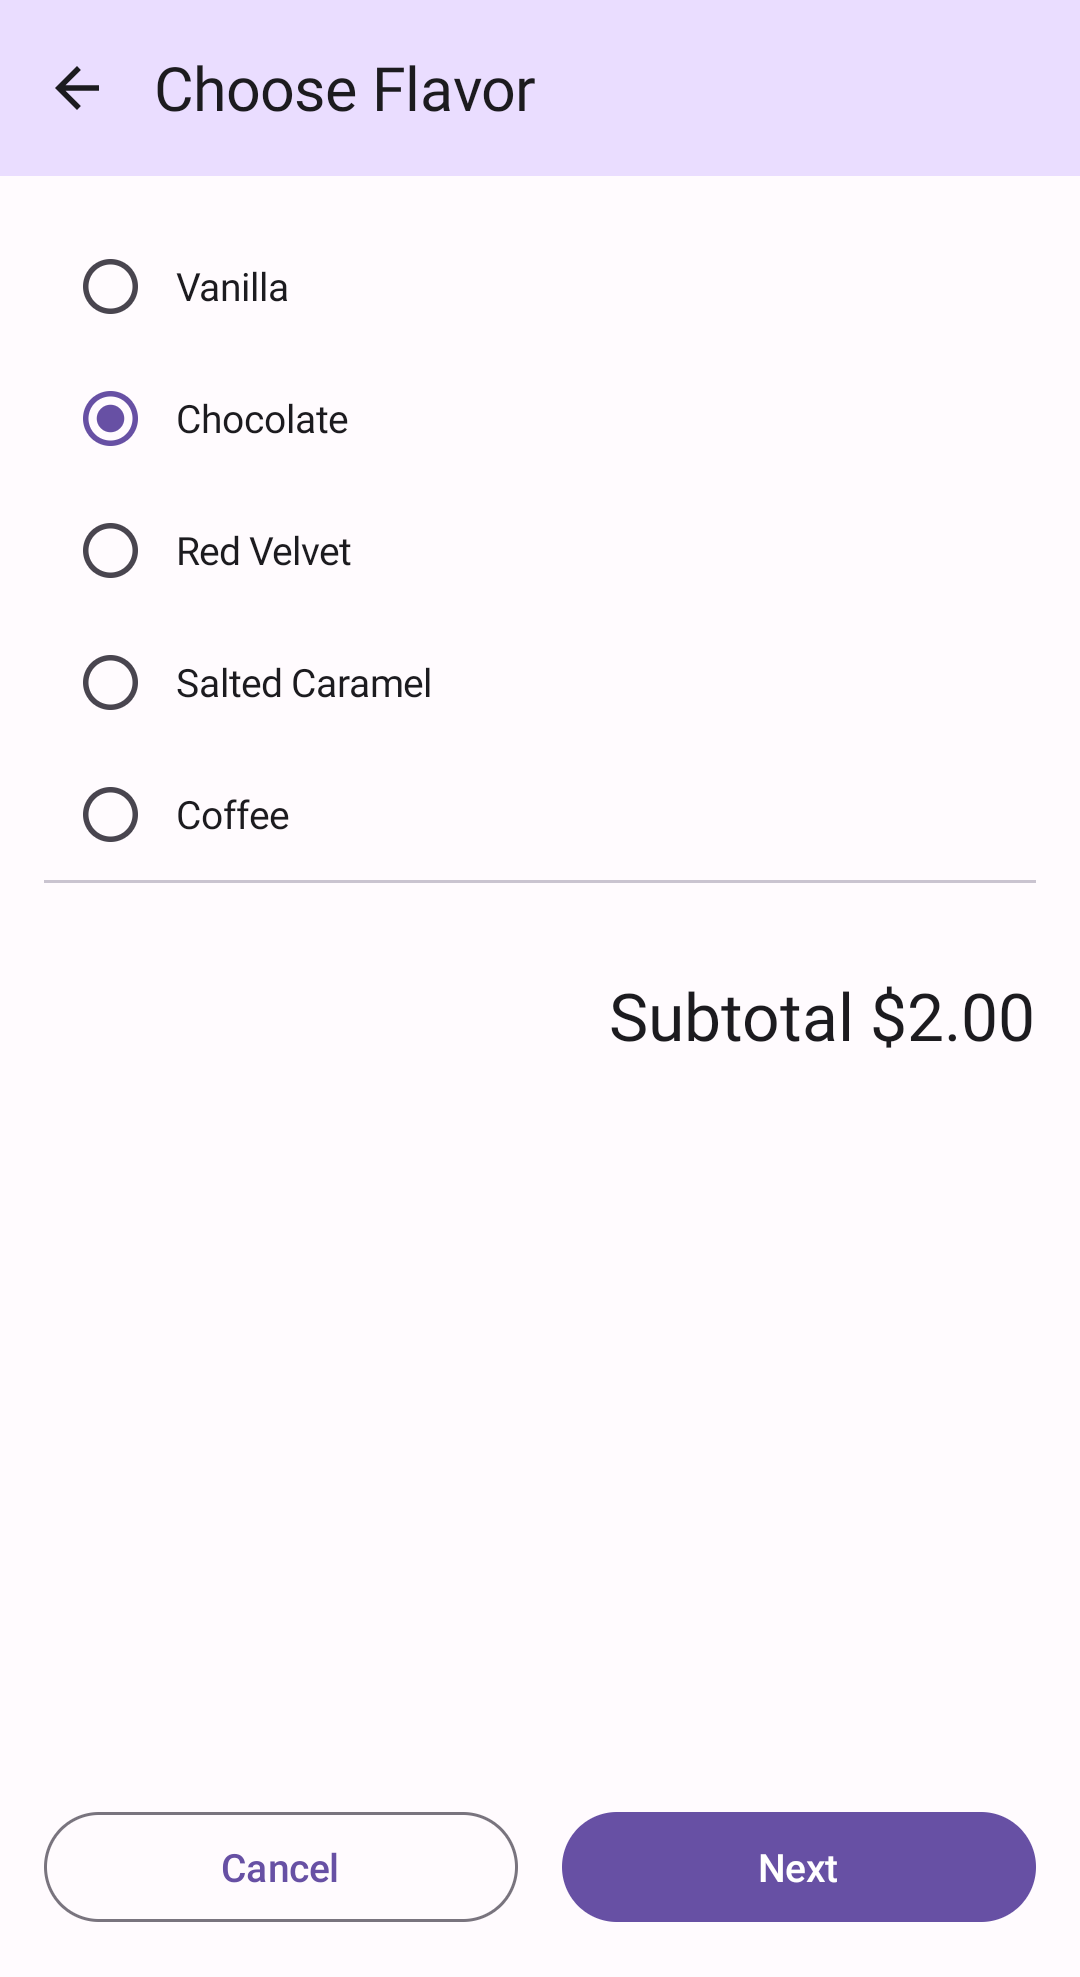 Choose Flavor
Vanilla
Chocolate
Red Velvet
Salted Caramel
Coffee
Subtotal $2.00
Cancel
Next